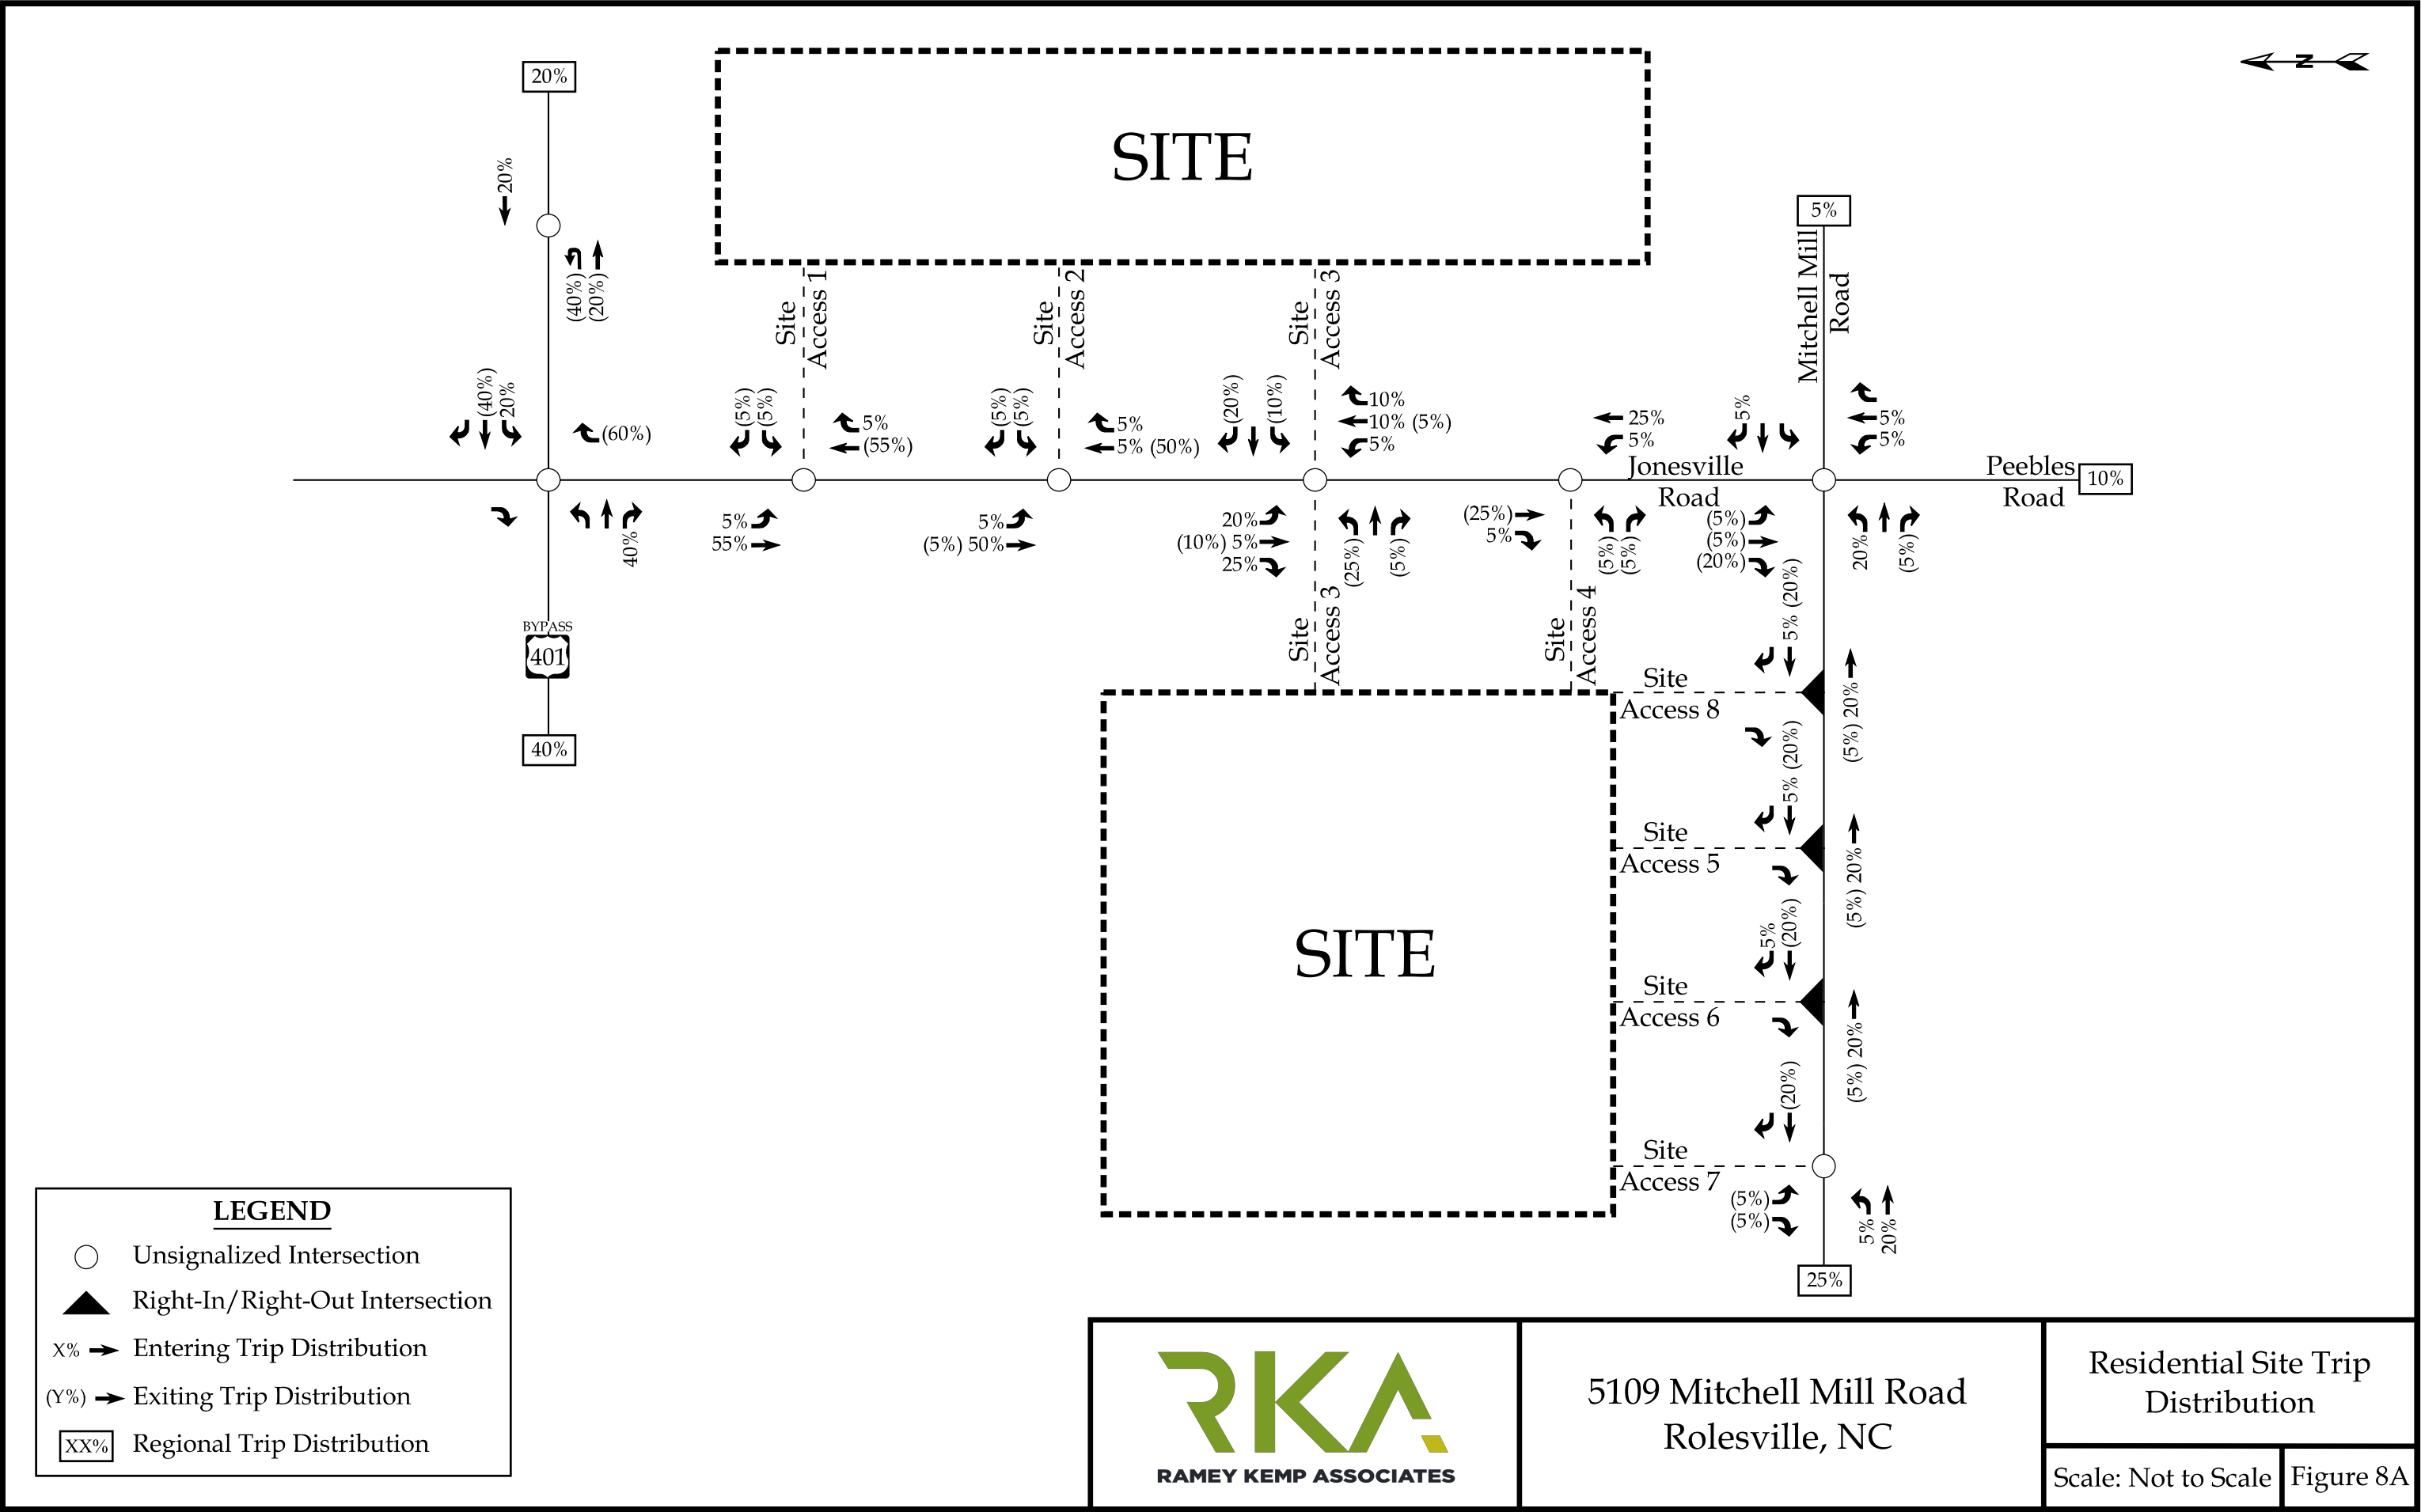 20%
N
SITE
20%
5%
(40%)
(20%)
Mitchell Mill
Road
Site
Access 1
Site
Access 2
Site
Access 3
(40%)
20%
(60%)
(5%)
(5%)
5%
(55%)
(5%)
(5%)
5%
5% (50%)
(20%)
(10%)
10%
10% (5%)
5%
25%
5%
5%
5%
5%
Jonesville
Road
Peebles
Road
10%
40%
5%
55%
5%
(5%) 50%
20%
(10%) 5%
25%
(25%)
(5%)
(25%)
5%
(5%)
(5%)
(5%)
(5%)
(20%)
20%
(5%)
BYPASS
401
40%
Site
Access 3
Site
Access 4
5% (20%)
Site
Access 8
(5%) 20%
5% (20%)
Site
Access 5
(5%) 20%
SITE
5%
(20%)
Site
Access 6
(5%) 20%
(20%)
Site
Access 7
(5%)
(5%)
5%
20%
25%
LEGEND
Unsignalized Intersection
Right-In/Right-Out Intersection
X% Entering Trip Distribution
(Y%) Exiting Trip Distribution
XX% Regional Trip Distribution
RKA
RAMEY KEMP ASSOCIATES
5109 Mitchell Mill Road
Rolesville, NC
Residential Site Trip
Distribution
Scale: Not to Scale
Figure 8A